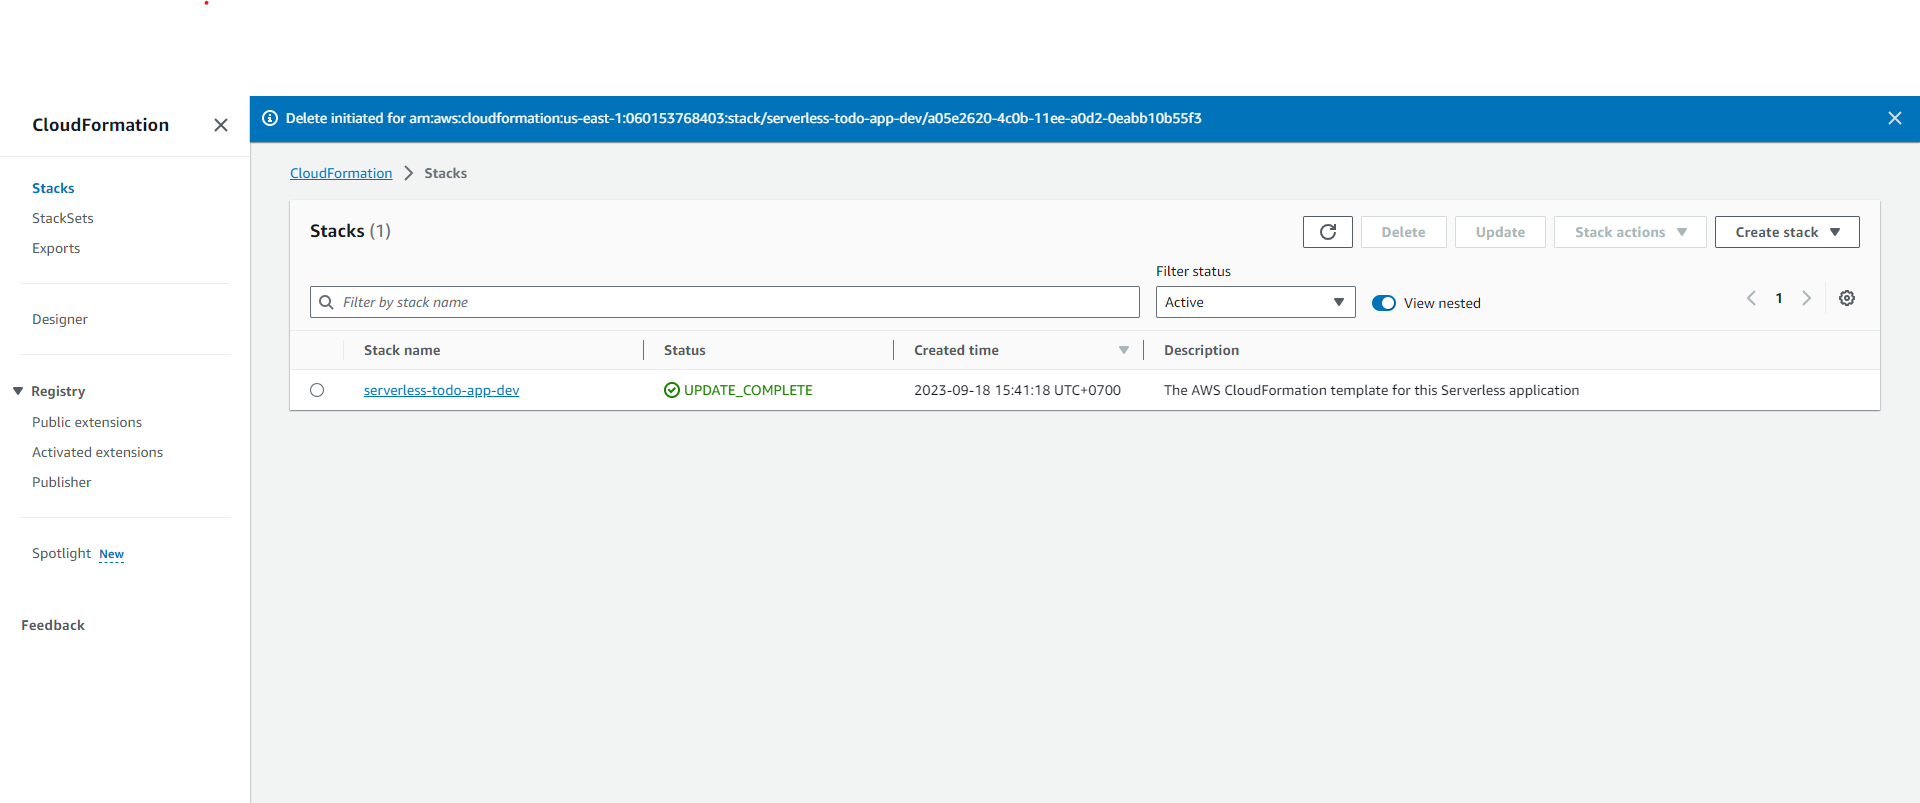 CloudFormation
Delete initiated for arn:aws:cloudformation:us-east-1:060153768403:stack/serverless-todo-app-dev/a05e2620-4c0b-11ee-a0d2-0eabb10b55f3
Stacks
StackSets
Exports
Designer
Registry
Public extensions
Activated extensions
Publisher
Spotlight New
Feedback
CloudFormation > Stacks
Stacks (1)
Delete
Update
Stack actions
Create stack
Filter by stack name
Filter status
Active
View nested
1
Stack name Status Created time Description
serverless-todo-app-dev UPDATE_COMPLETE 2023-09-18 15:41:18 UTC+0700 The AWS CloudFormation template for this Serverless application